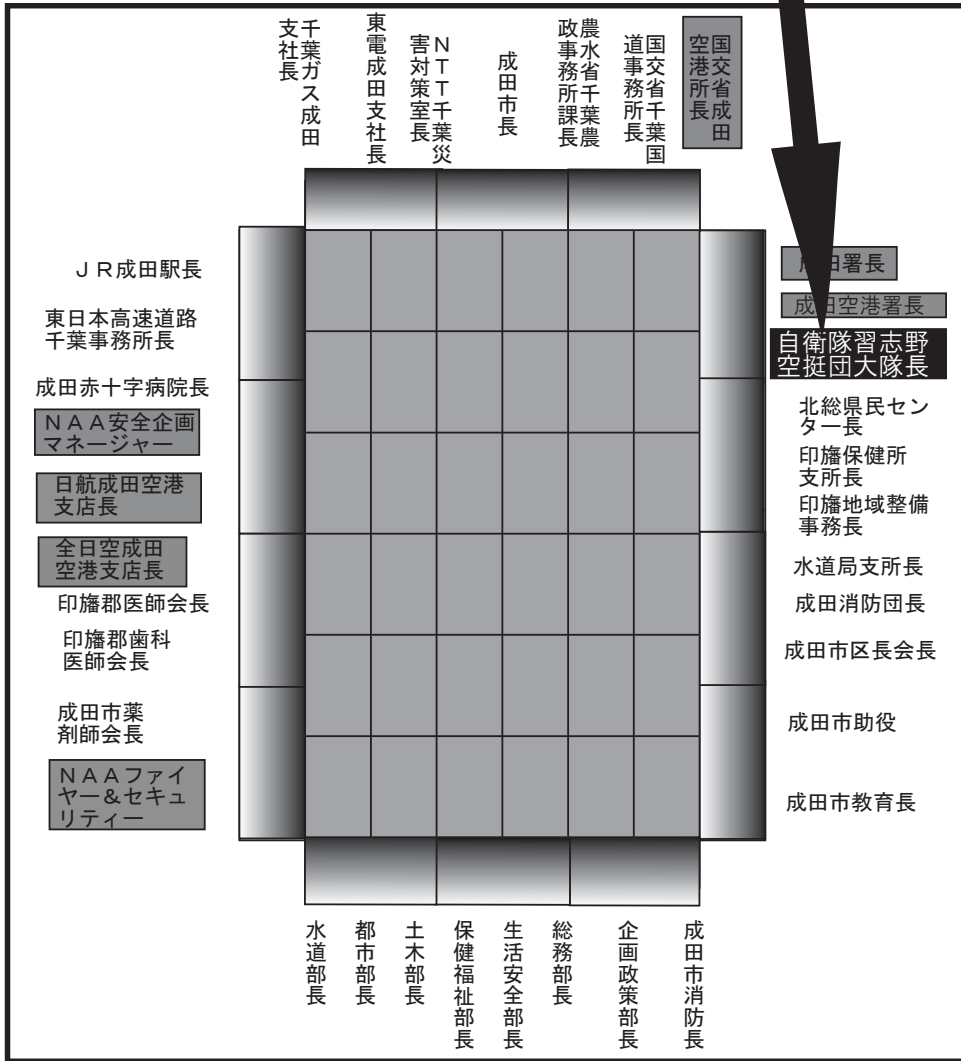 千葉ガス成田
支社長
東電成田支社長
NTT千葉災
害対策室長
成田市長
農水省千葉農
政事務所課長
国交省千葉国
道事務所長
国交省成田
空港所長
JR成田駅長
東日本高速道路
千葉事務所長
成田赤十字病院長
NAA安全企画
マネージャー
日航成田空港
支店長
全日空成田
空港支店長
印旛郡医師会長
印旛郡歯科
医師会長
成田市薬
剤師会長
NAAファイ
ヤー&セキュ
リティー
成田署長
成田空港署長
自衛隊習志野
空挺団大隊長
北総県民セン
ター長
印旛保健所
支所長
印旛地域整備
事務長
水道局支所長
成田消防団長
成田市区長会長
成田市助役
成田市教育長
水道部長
都市部長
土木部長
保健福祉部長
生活安全部長
総務部長
企画政策部長
成田市消防長